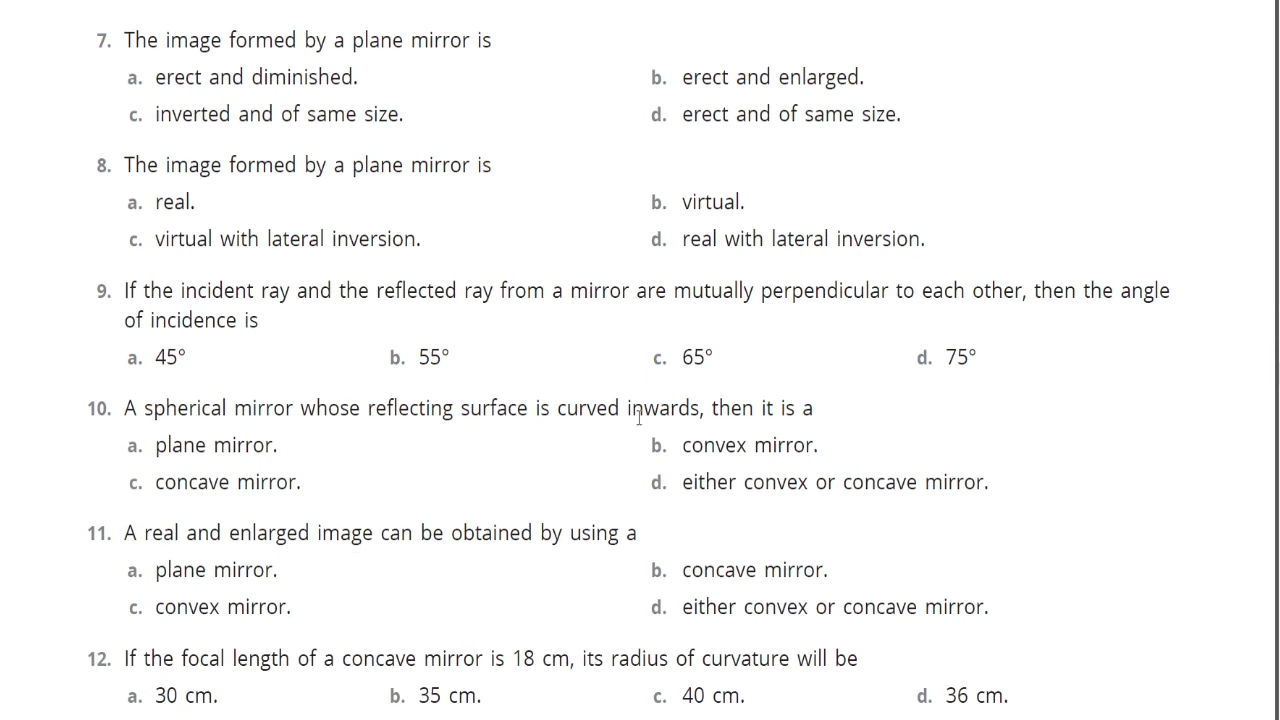 7. The image formed by a plane mirror is
a. erect and diminished. b. erect and enlarged.
c. inverted and of same size. d. erect and of same size.
8. The image formed by a plane mirror is
a. real. b. virtual.
c. virtual with lateral inversion. d. real with lateral inversion.
9. If the incident ray and the reflected ray from a mirror are mutually perpendicular to each other, then the angle
of incidence is
a. 45° b. 55° c. 65° d. 75°
10. A spherical mirror whose reflecting surface is curved inwards, then it is a
a. plane mirror. b. convex mirror.
c. concave mirror. d. either convex or concave mirror.
11. A real and enlarged image can be obtained by using a
a. plane mirror. b. concave mirror.
c. convex mirror. d. either convex or concave mirror.
12. If the focal length of a concave mirror is 18 cm, its radius of curvature will be
a. 30 cm. b. 35 cm. c. 40 cm. d. 36 cm.